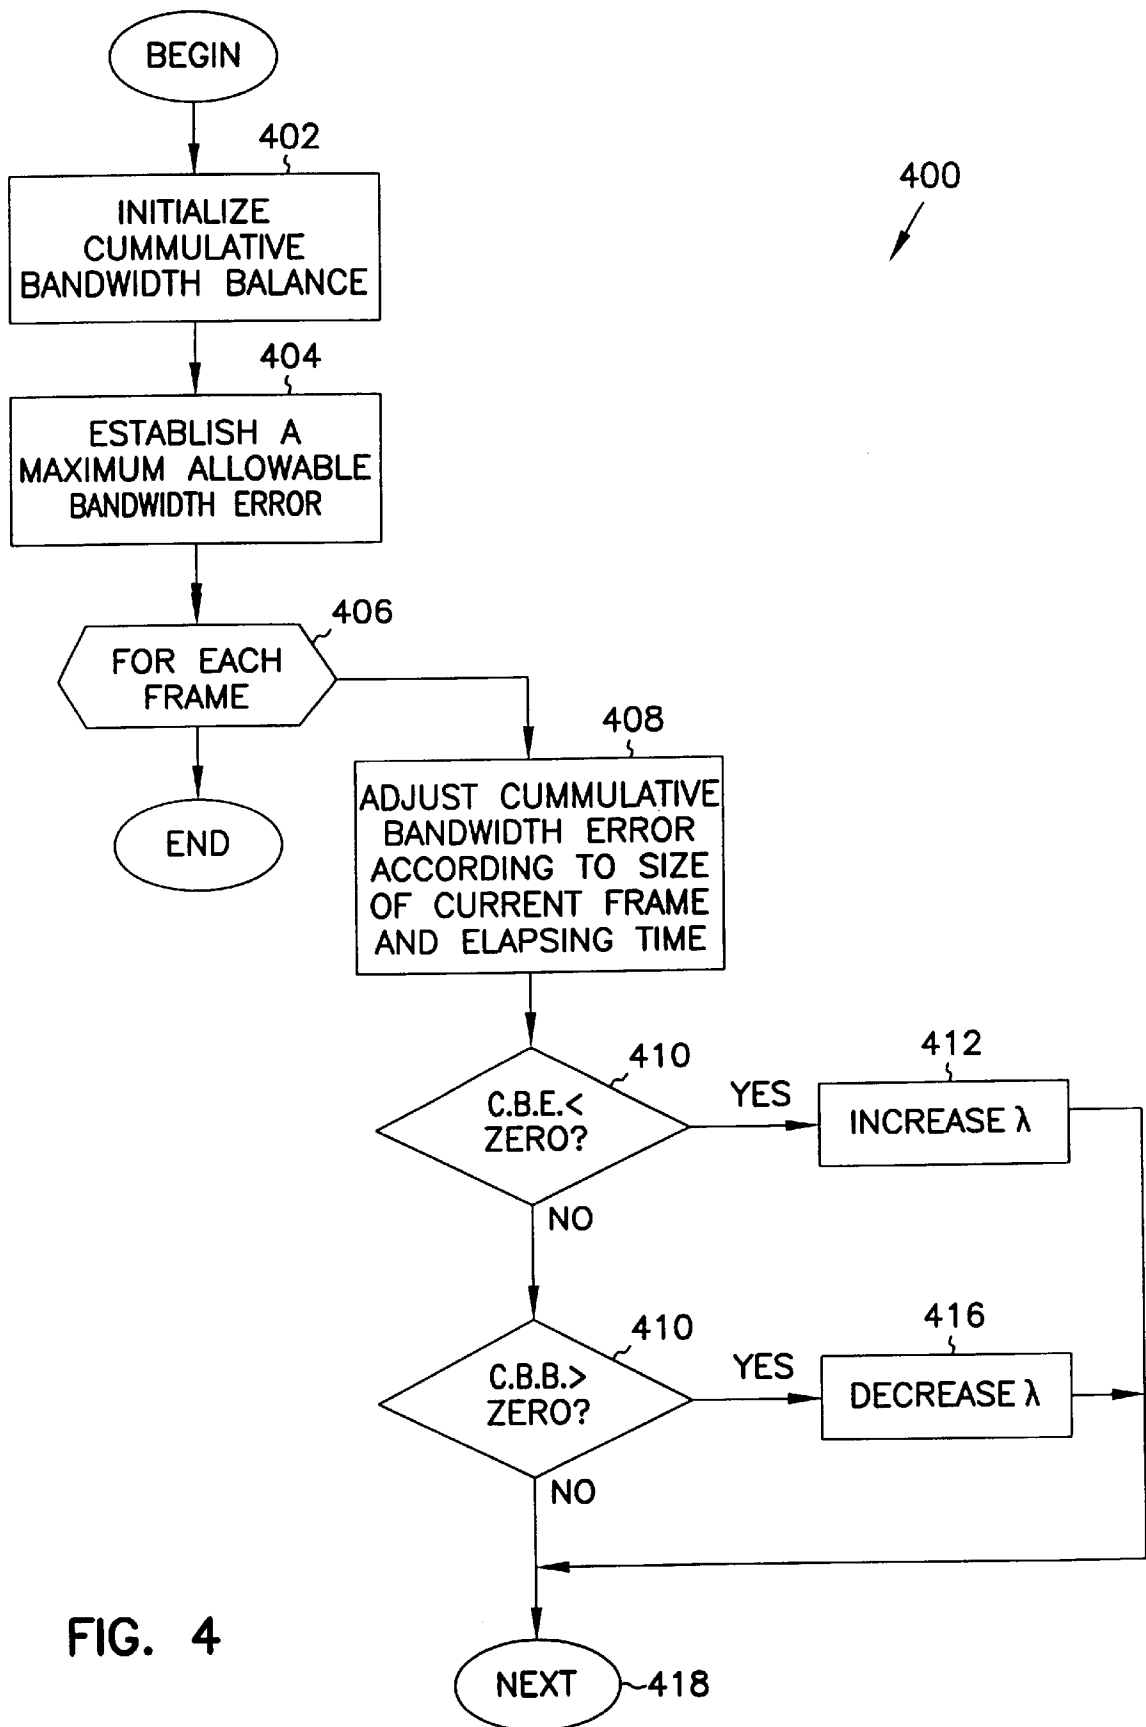 BEGIN
402
INITIALIZE
CUMMULATIVE
BANDWIDTH BALANCE
400
404
ESTABLISH A
MAXIMUM ALLOWABLE
BANDWIDTH ERROR
406
FOR EACH
FRAME
END
408
ADJUST CUMMULATIVE
BANDWIDTH ERROR
ACCORDING TO SIZE
OF CURRENT FRAME
AND ELAPSING TIME
410
C.B.E.<
ZERO?
YES
412
INCREASE λ
NO
410
C.B.B.>
ZERO?
YES
416
DECREASE λ
NO
FIG. 4
NEXT
418